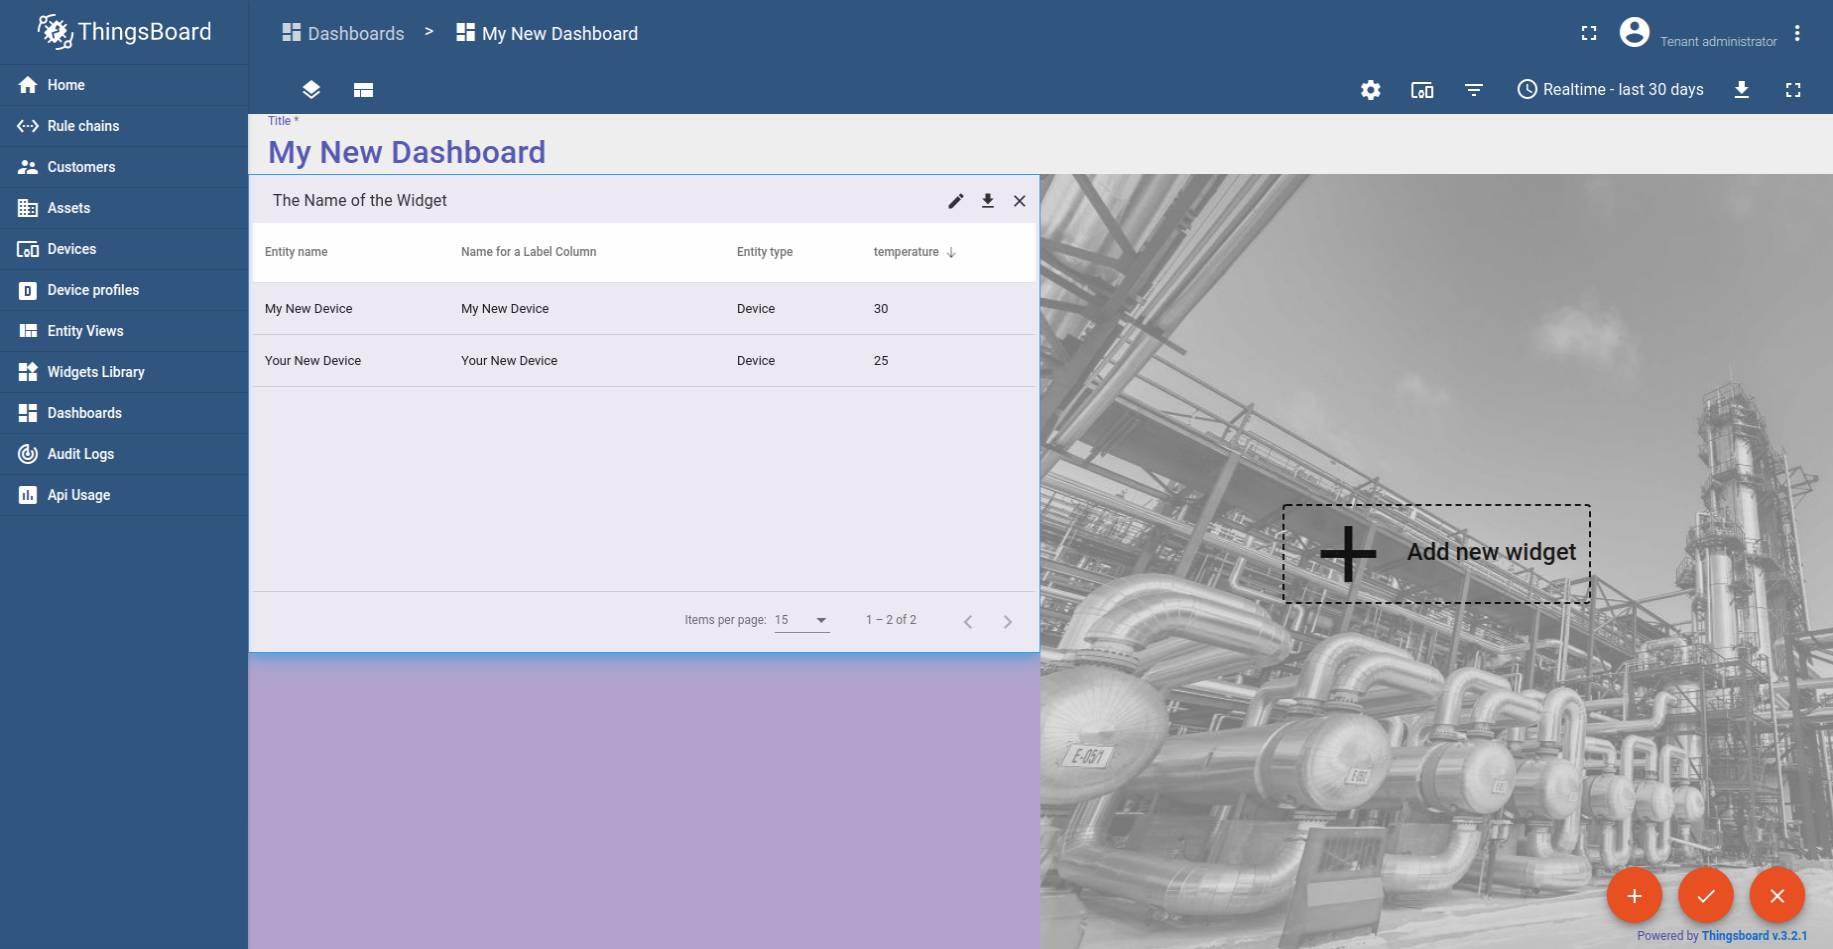 ThingsBoard
Dashboards > My New Dashboard
Tenant administrator
Home
Rule chains
Customers
Assets
Devices
Device profiles
Entity Views
Widgets Library
Dashboards
Audit Logs
Api Usage
Realtime - last 30 days
Title *
My New Dashboard
The Name of the Widget
Entity name Name for a Label Column Entity type temperature
My New Device My New Device Device 30
Your New Device Your New Device Device 25
Items per page: 15 1 – 2 of 2
Add new widget
E-05/1
Powered by Thingsboard v.3.2.1